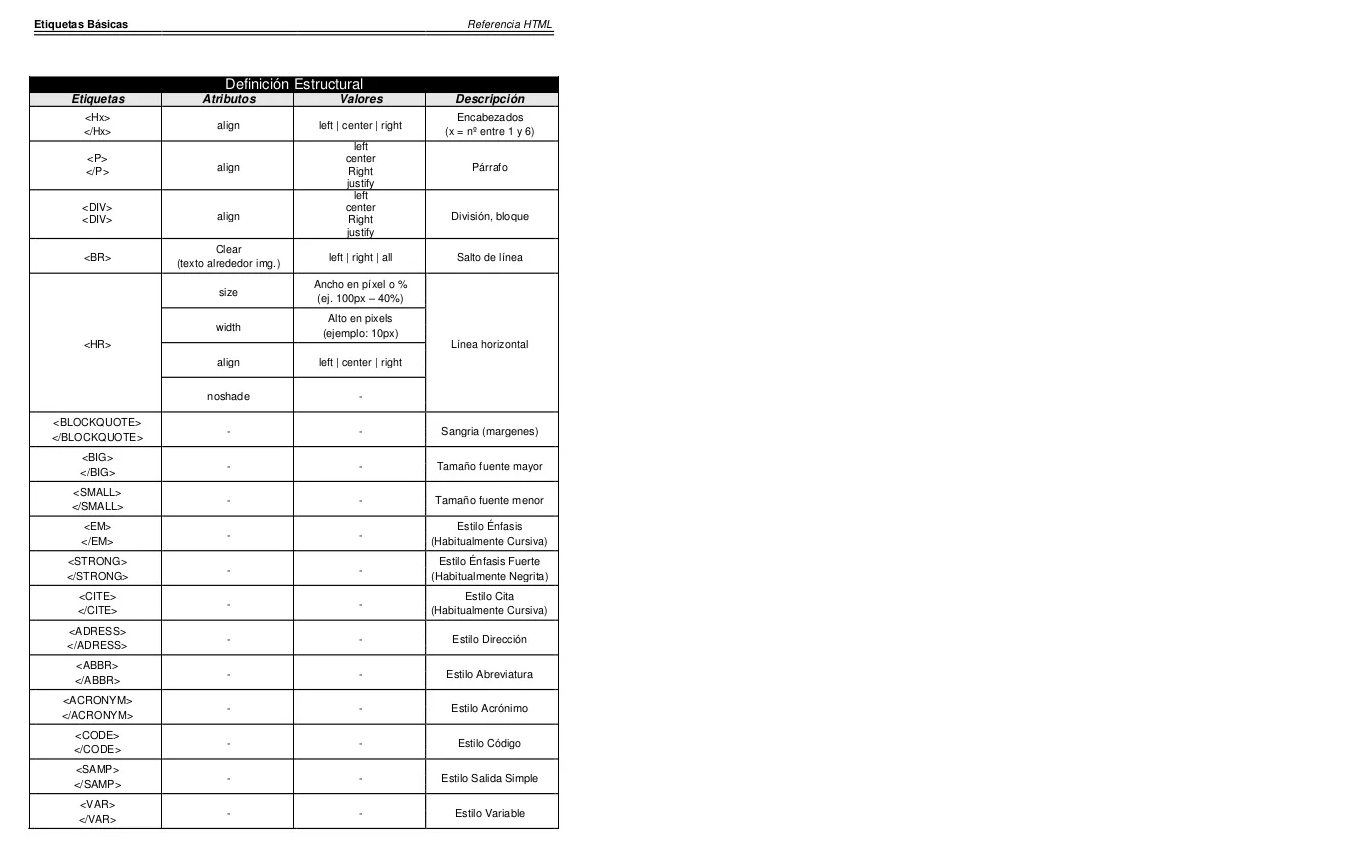 Etiquetas Básicas Referencia HTML
Definición Estructural
Etiquetas Atributos Valores Descripción
<Hx>
</Hx>
align
left | center | right
Encabezados
(x = nº entre 1 y 6)
<P>
</P>
align
left
center
Right
justify
Párrafo
<DIV>
<DIV>
align
left
center
Right
justify
División, bloque
<BR>
Clear
(texto alrededor img.)
left | right | all
Salto de línea
<HR>
size
Ancho en píxel o %
(ej. 100px – 40%)
width
Alto en pixels
(ejemplo: 10px)
align
left | center | right
noshade
-
Línea horizontal
<BLOCKQUOTE>
</BLOCKQUOTE>
-
-
Sangria (margenes)
<BIG>
</BIG>
-
-
Tamaño fuente mayor
<SMALL>
</SMALL>
-
-
Tamaño fuente menor
<EM>
</EM>
-
-
Estilo Énfasis
(Habitualmente Cursiva)
<STRONG>
</STRONG>
-
-
Estilo Énfasis Fuerte
(Habitualmente Negrita)
<CITE>
</CITE>
-
-
Estilo Cita
(Habitualmente Cursiva)
<ADRESS>
</ADRESS>
-
-
Estilo Dirección
<ABBR>
</ABBR>
-
-
Estilo Abreviatura
<ACRONYM>
</ACRONYM>
-
-
Estilo Acrónimo
<CODE>
</CODE>
-
-
Estilo Código
<SAMP>
</SAMP>
-
-
Estilo Salida Simple
<VAR>
</VAR>
-
-
Estilo Variable